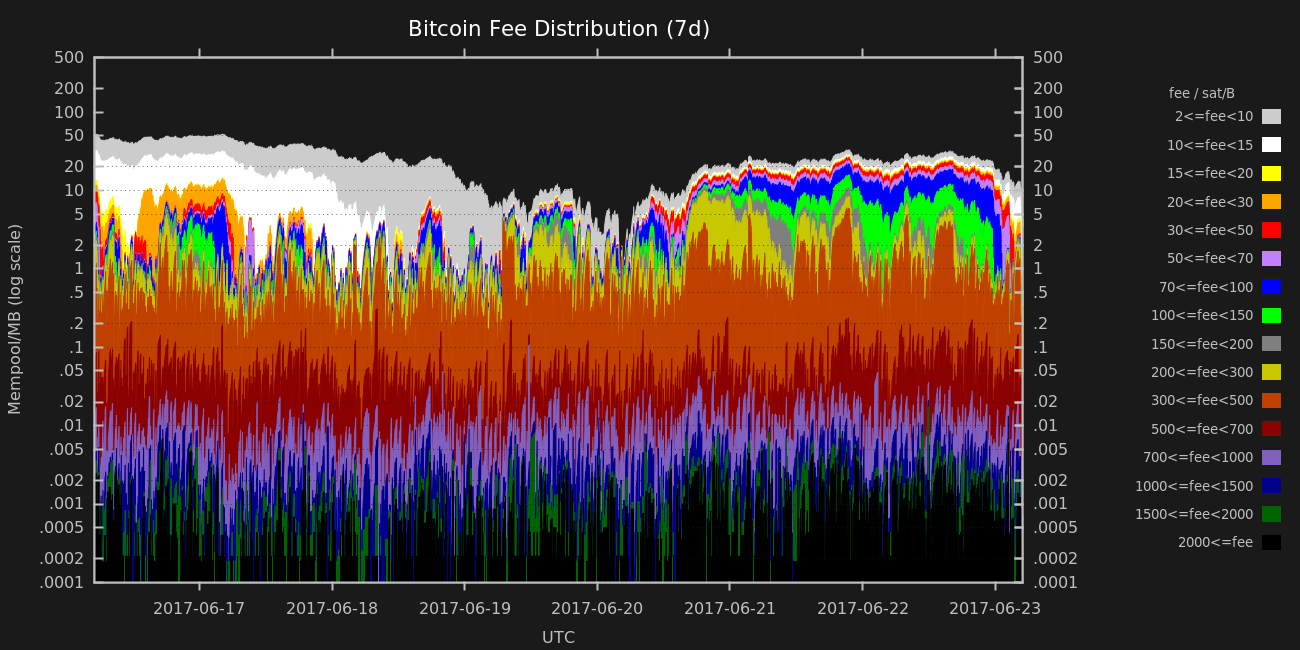 Bitcoin Fee Distribution (7d)
500 500
200 200
100 100
50 50
20 20
10 10
5 5
2 2
1 1
.5 .5
.2 .2
.1 .1
.05 .05
.02 .02
.01 .01
.005 .005
.002 .002
.001 .001
.0005 .0005
.0002 .0002
.0001 .0001
Mempool/MB (log scale)
2017-06-17 2017-06-18 2017-06-19 2017-06-20 2017-06-21 2017-06-22 2017-06-23
UTC
fee / sat/B
2<=fee<10
10<=fee<15
15<=fee<20
20<=fee<30
30<=fee<50
50<=fee<70
70<=fee<100
100<=fee<150
150<=fee<200
200<=fee<300
300<=fee<500
500<=fee<700
700<=fee<1000
1000<=fee<1500
1500<=fee<2000
2000<=fee